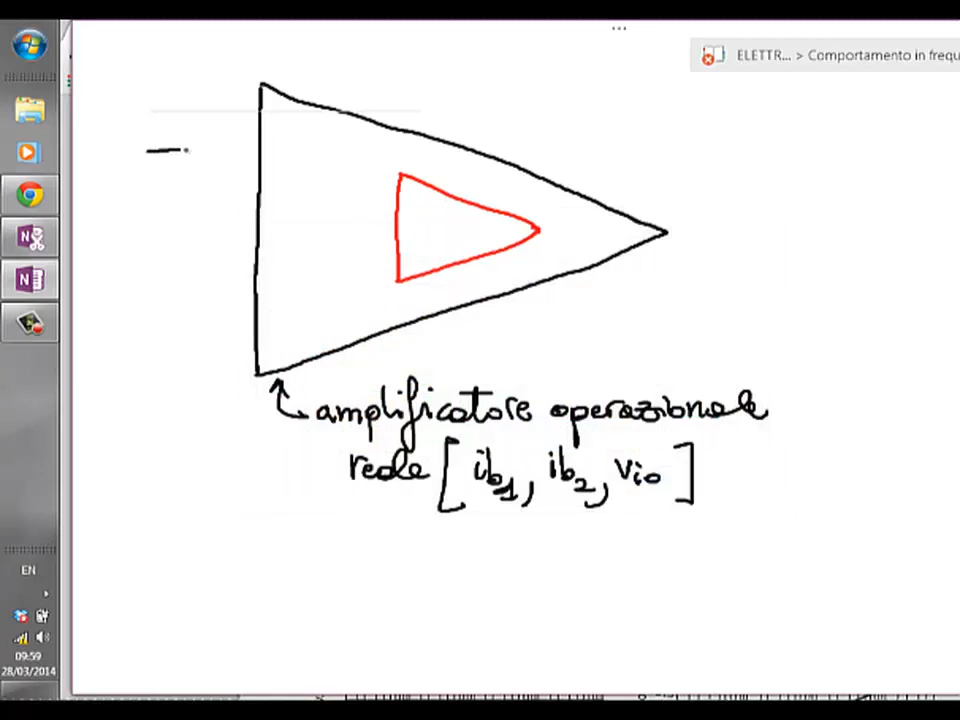 ELETTR... > Comportamento in frequ
amplificatore operazionale
reale [ ib1, ib2, vio ]
EN
09:59
28/03/2014